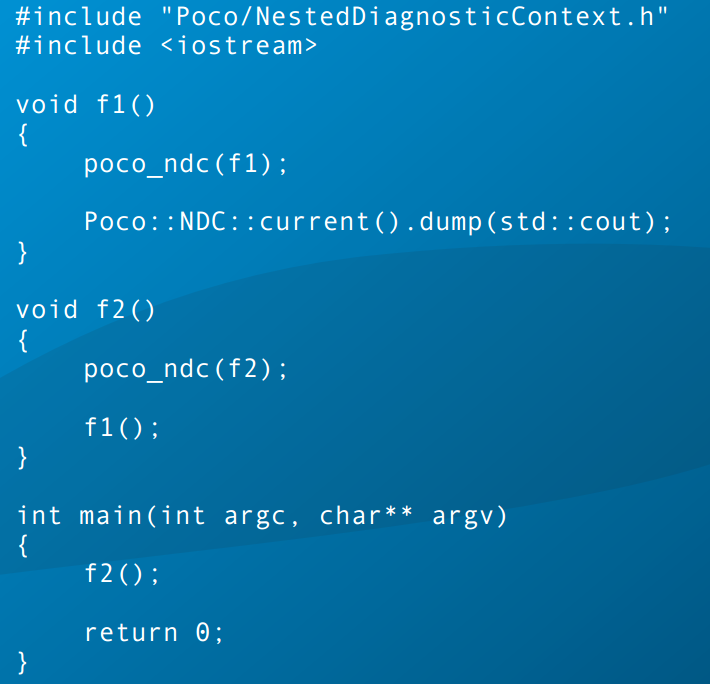 #include "Poco/NestedDiagnosticContext.h"
#include <iostream>
void f1()
{
poco_ndc(f1);
Poco::NDC::current().dump(std::cout);
}
void f2()
{
poco_ndc(f2);
f1();
}
int main(int argc, char** argv)
{
f2();
return 0;
}